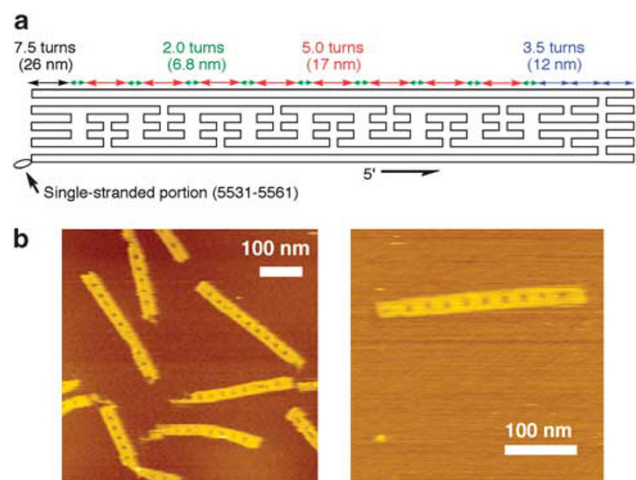 a
7.5 turns 2.0 turns 5.0 turns 3.5 turns
(26 nm) (6.8 nm) (17 nm) (12 nm)
5'
Single-stranded portion (5531-5561)
b
100 nm
100 nm